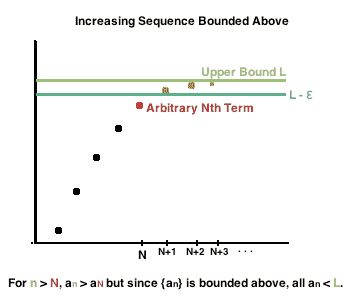 Increasing Sequence Bounded Above
Upper Bound L
L - ε
Arbitrary Nth Term
N N+1 N+2 N+3 . . .
For n > N, an > aN but since {an} is bounded above, all an < L.